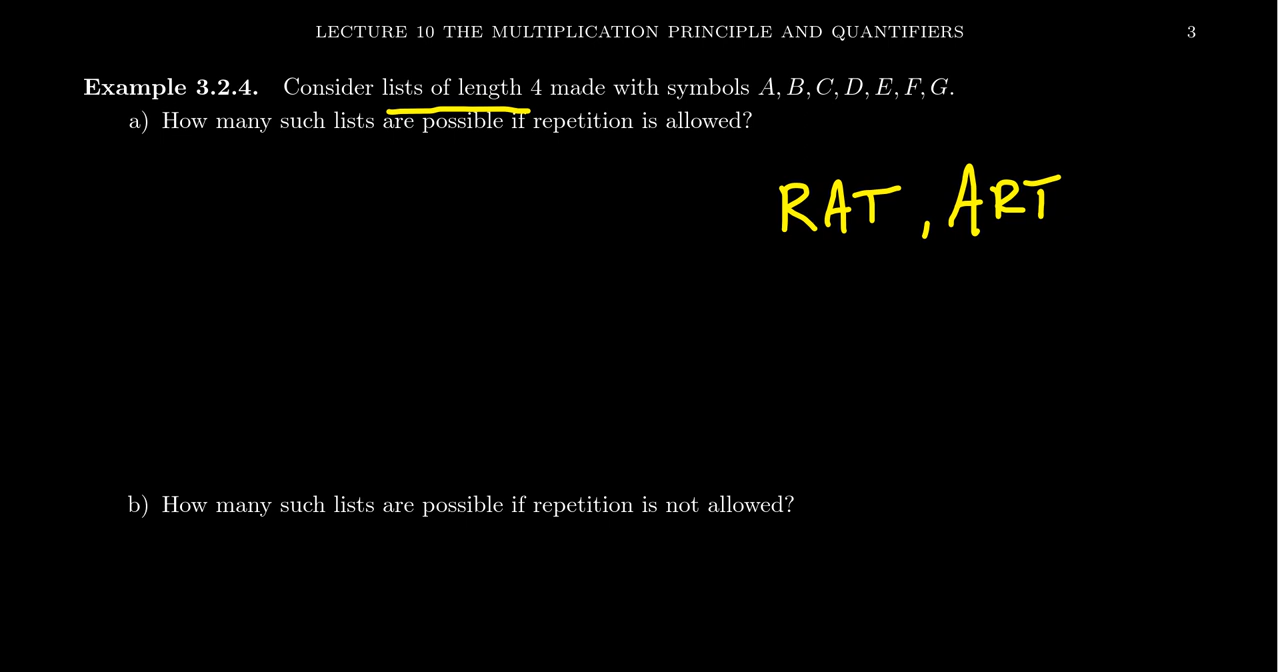 LECTURE 10 THE MULTIPLICATION PRINCIPLE AND QUANTIFIERS 3
Example 3.2.4. Consider lists of length 4 made with symbols A, B, C, D, E, F, G.
a) How many such lists are possible if repetition is allowed?
RAT, ART
b) How many such lists are possible if repetition is not allowed?